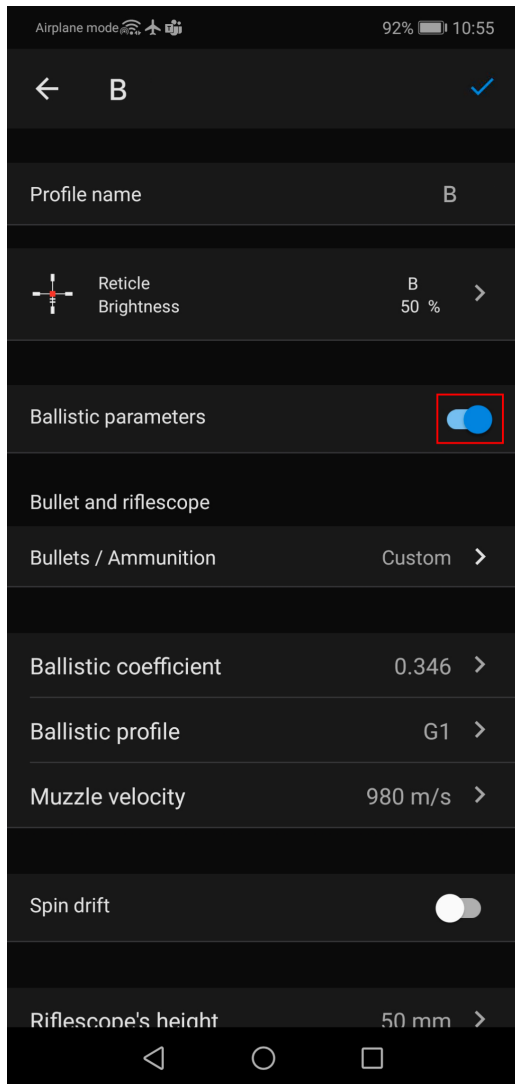 Airplane mode 92% 10:55
B
Profile name B
Reticle B
Brightness 50 %
Ballistic parameters
Bullet and riflescope
Bullets / Ammunition Custom
Ballistic coefficient 0.346
Ballistic profile G1
Muzzle velocity 980 m/s
Spin drift
Riflescope's height 50 mm